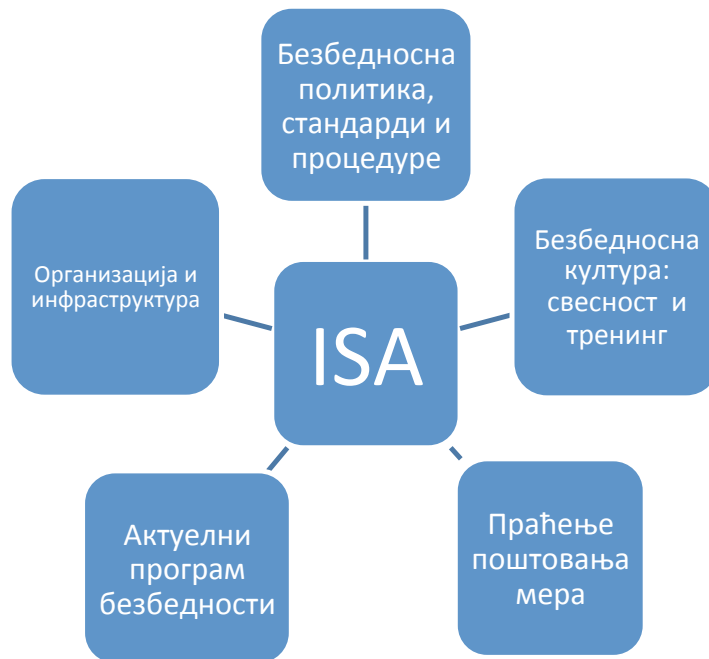 Безбедносна
политика,
стандарди и
процедуре
Организација и
инфраструктура
Безбедносна
култура:
свесност и
тренинг
ISA
Актуелни
програм
безбедности
Праћење
поштовања
мера